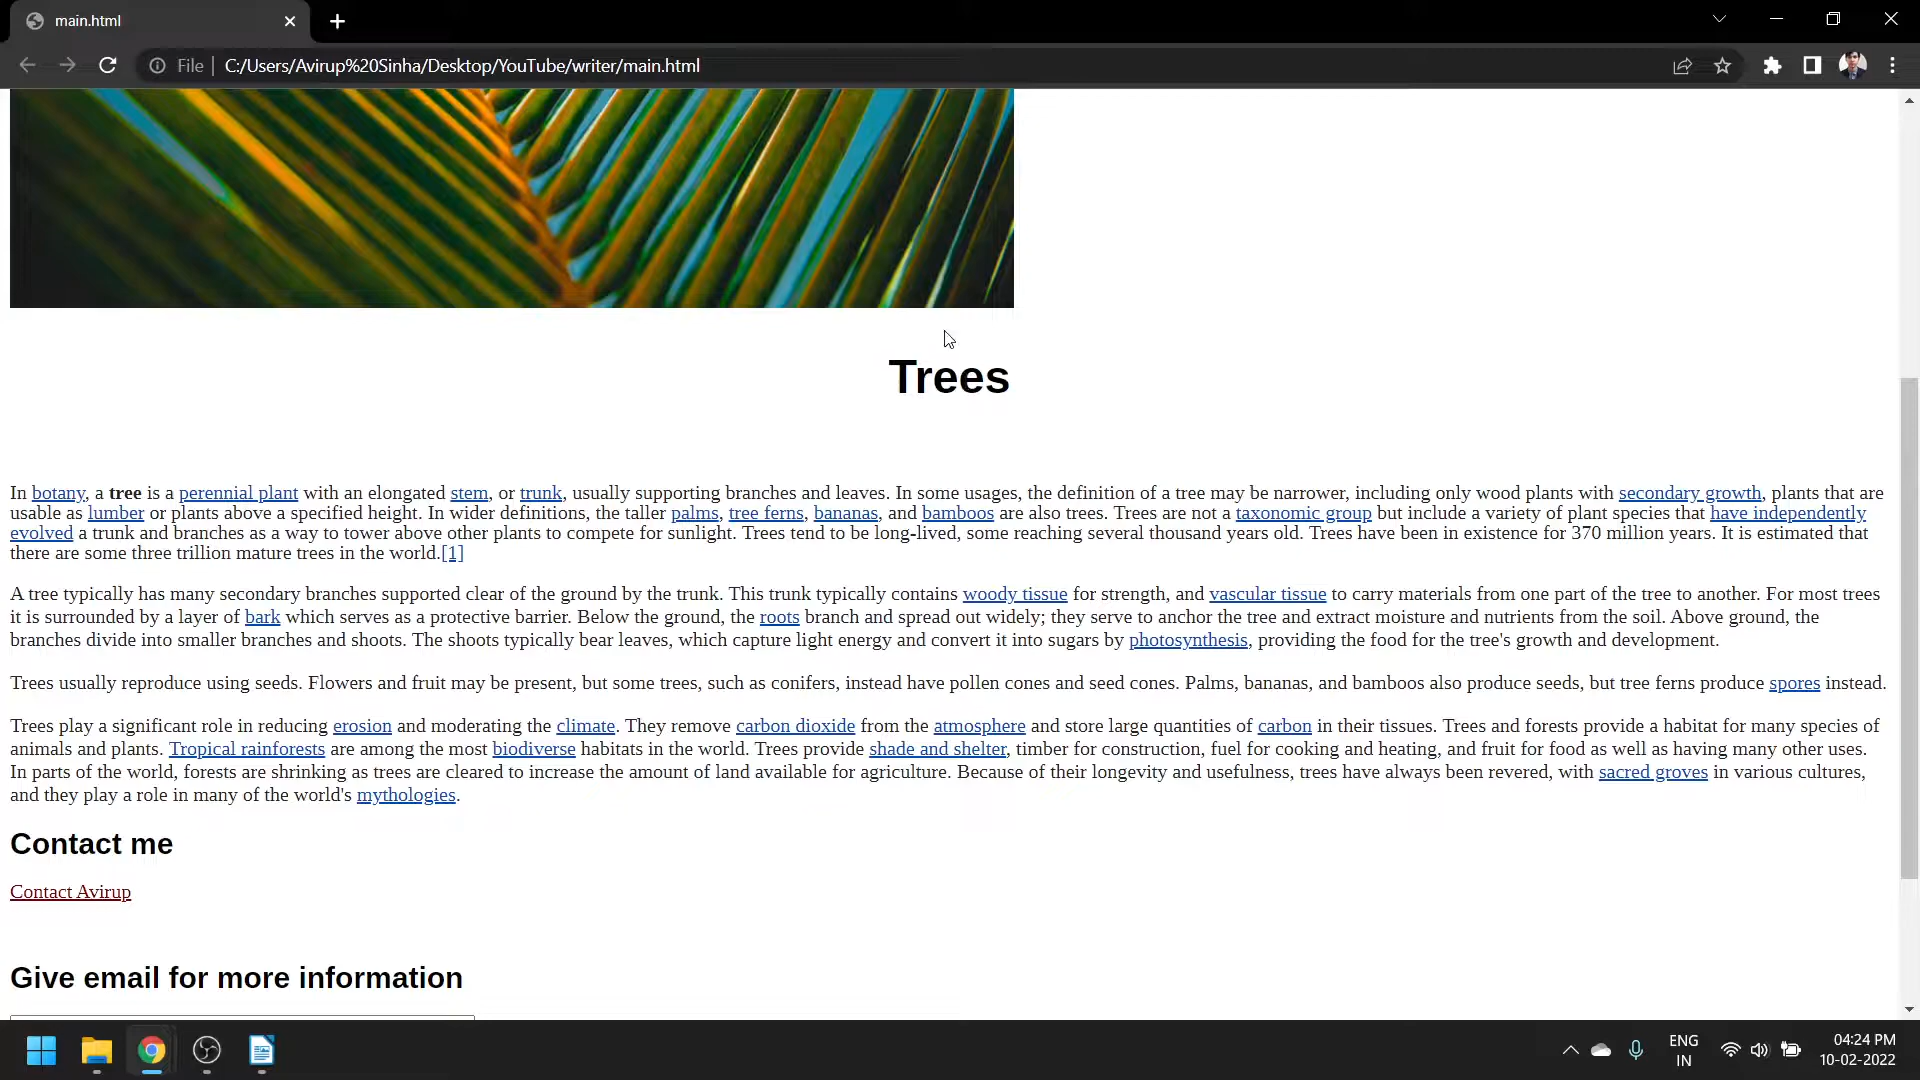 main.html
File
C:/Users/Avirup%20Sinha/Desktop/YouTube/writer/main.html
Trees
In botany, a tree is a perennial plant with an elongated stem, or trunk, usually supporting branches and leaves. In some usages, the definition of a tree may be narrower, including only wood plants with secondary growth, plants that are
usable as lumber or plants above a specified height. In wider definitions, the taller palms, tree ferns, bananas, and bamboos are also trees. Trees are not a taxonomic group but include a variety of plant species that have independently
evolved a trunk and branches as a way to tower above other plants to compete for sunlight. Trees tend to be long-lived, some reaching several thousand years old. Trees have been in existence for 370 million years. It is estimated that
there are some three trillion mature trees in the world.[1]
A tree typically has many secondary branches supported clear of the ground by the trunk. This trunk typically contains woody tissue for strength, and vascular tissue to carry materials from one part of the tree to another. For most trees
it is surrounded by a layer of bark which serves as a protective barrier. Below the ground, the roots branch and spread out widely; they serve to anchor the tree and extract moisture and nutrients from the soil. Above ground, the
branches divide into smaller branches and shoots. The shoots typically bear leaves, which capture light energy and convert it into sugars by photosynthesis, providing the food for the tree's growth and development.
Trees usually reproduce using seeds. Flowers and fruit may be present, but some trees, such as conifers, instead have pollen cones and seed cones. Palms, bananas, and bamboos also produce seeds, but tree ferns produce spores instead.
Trees play a significant role in reducing erosion and moderating the climate. They remove carbon dioxide from the atmosphere and store large quantities of carbon in their tissues. Trees and forests provide a habitat for many species of
animals and plants. Tropical rainforests are among the most biodiverse habitats in the world. Trees provide shade and shelter, timber for construction, fuel for cooking and heating, and fruit for food as well as having many other uses.
In parts of the world, forests are shrinking as trees are cleared to increase the amount of land available for agriculture. Because of their longevity and usefulness, trees have always been revered, with sacred groves in various cultures,
and they play a role in many of the world's mythologies.
Contact me
Contact Avirup
Give email for more information
ENG
IN
04:24 PM
10-02-2022